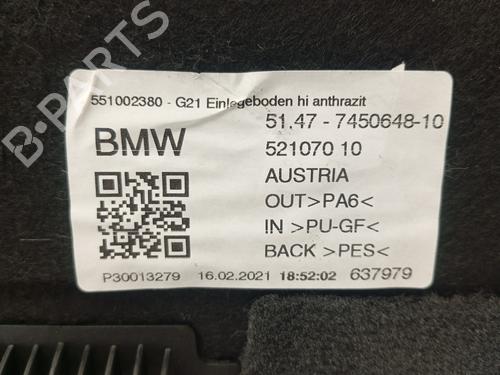 B-PARTS
551002380 - G21 Einlegeboden hi anthrazit
BMW
51.47 - 7450648-10
521070 10
AUSTRIA
OUT>PA6<
IN >PU-GF<
BACK >PES<
P30013279 16.02.2021 18:52:02 637979